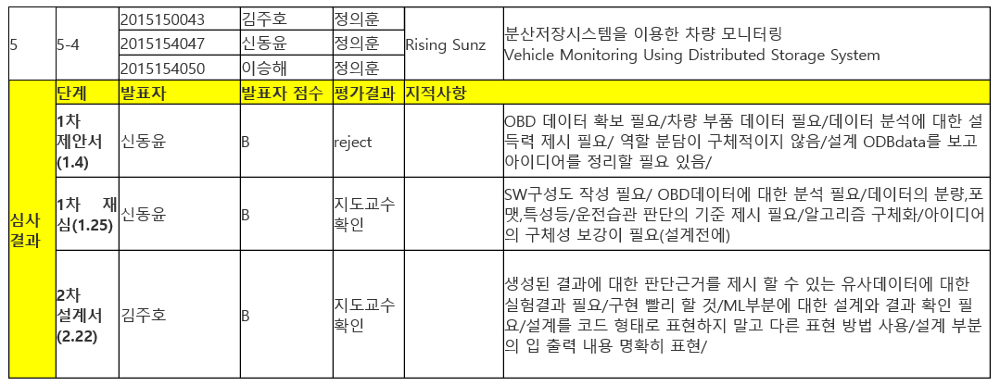 2015150043 김주호 정의훈
5 5-4 2015154047 신동윤 정의훈 Rising Sunz 분산저장시스템을 이용한 차량 모니터링
Vehicle Monitoring Using Distributed Storage System
2015154050 이승해 정의훈
단계 발표자 발표자 점수 평가결과 지적사항
심사
결과
1차
제안서
(1.4)
신동윤
B
reject
OBD 데이터 확보 필요/차량 부품 데이터 필요/데이터 분석에 대한 설
득력 제시 필요/ 역할 분담이 구체적이지 않음/설계 ODBdata를 보고
아이디어를 정리할 필요 있음/
1차 재
심(1.25)
신동윤
B
지도교수
확인
SW구성도 작성 필요/ OBD데이터에 대한 분석 필요/데이터의 분량,포
맷,특성등/운전습관 판단의 기준 제시 필요/알고리즘 구체화/아이디어
의 구체성 보강이 필요(설계전에)
2차
설계서
(2.22)
김주호
B
지도교수
확인
생성된 결과에 대한 판단근거를 제시 할 수 있는 유사데이터에 대한
실험결과 필요/구현 빨리 할 것/ML부분에 대한 설계와 결과 확인 필
요/설계를 코드 형태로 표현하지 말고 다른 표현 방법 사용/설계 부분
의 입 출력 내용 명확히 표현/